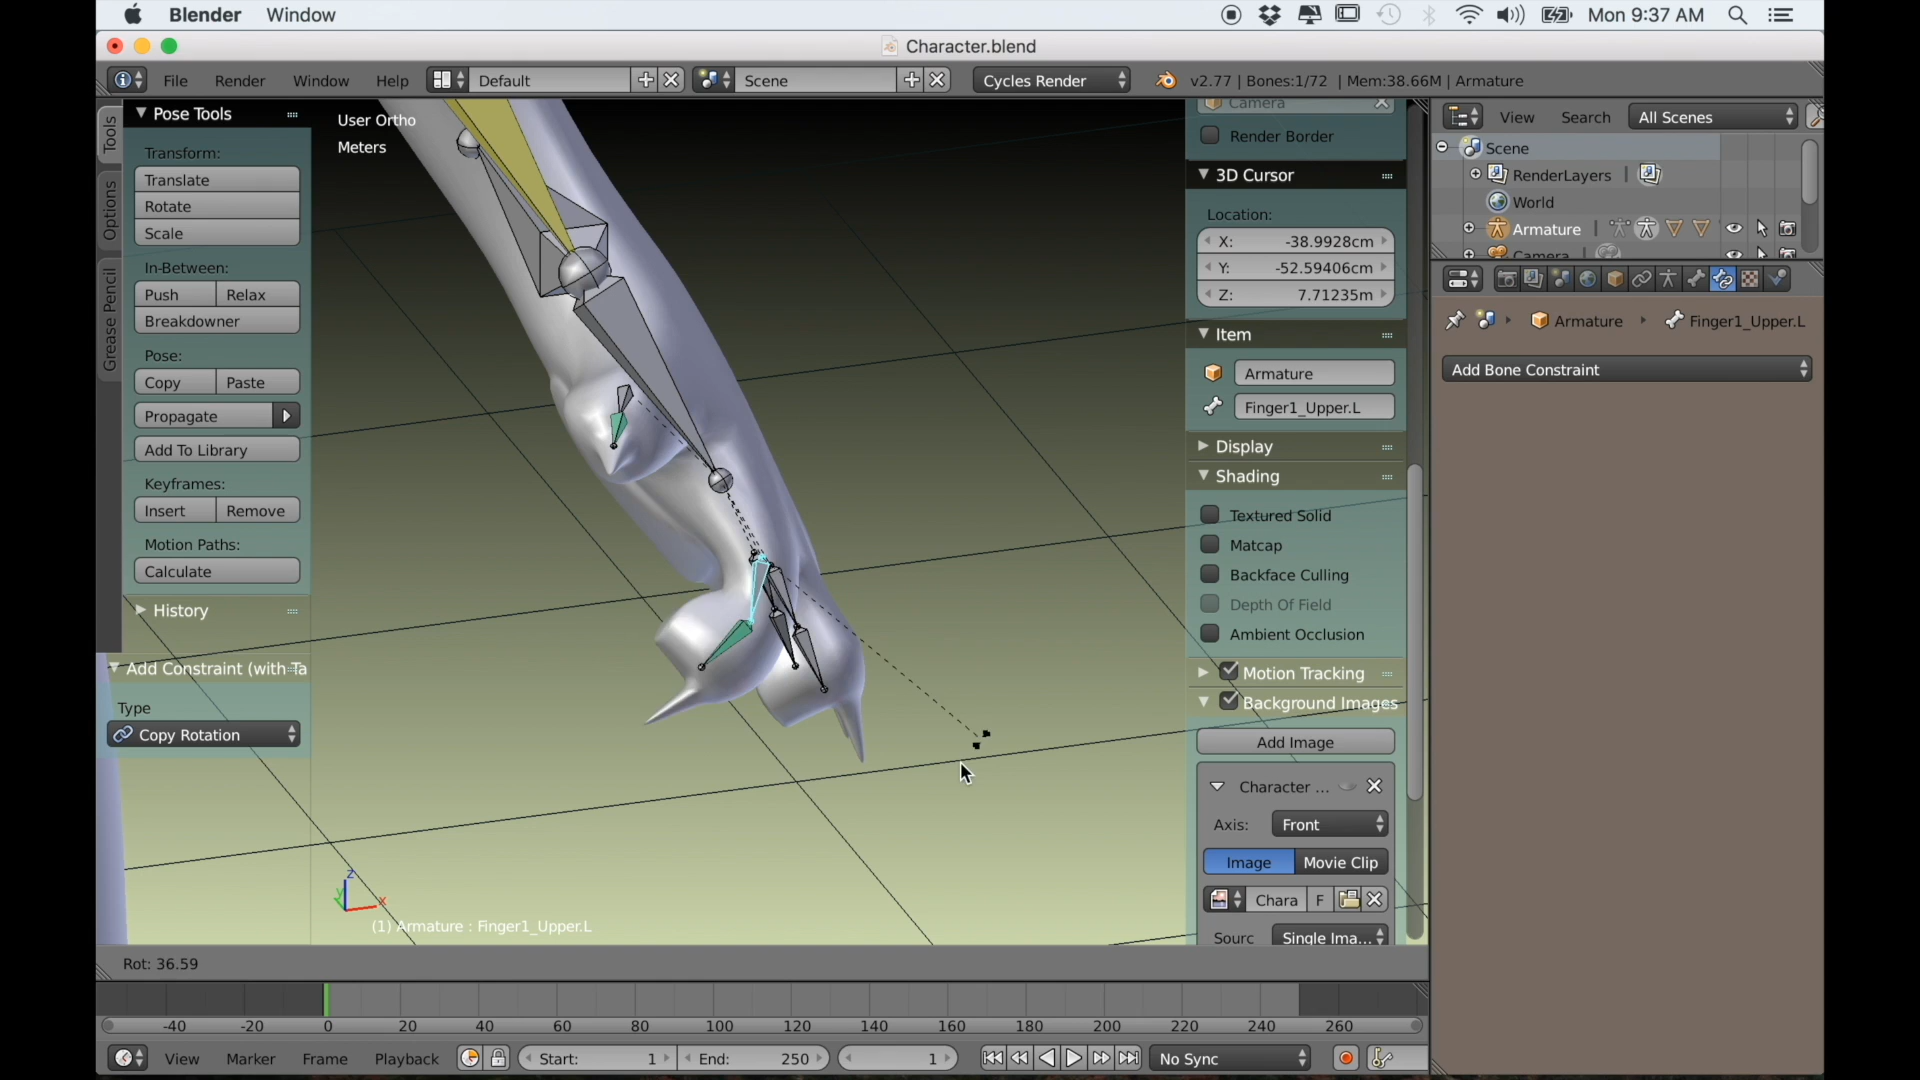 Blender Window Mon 9:37 AM
Character.blend
File Render Window Help Default Scene Cycles Render v2.77 | Bones:1/72 | Mem:38.66M | Armature
Tools
Options
Grease Pencil
Pose Tools
Transform:
Translate
Rotate
Scale
In-Between:
Push Relax
Breakdowner
Pose:
Copy Paste
Propagate
Add To Library
Keyframes:
Insert Remove
Motion Paths:
Calculate
History
Add Constraint (with Ta
Type
Copy Rotation
User Ortho
Meters
Z
Y
X
(1) Armature : Finger1_Upper.L
Camera
Render Border
3D Cursor
Location:
X: -38.9928cm
Y: -52.59406cm
Z: 7.71235m
Item
Armature
Finger1_Upper.L
Display
Shading
Textured Solid
Matcap
Backface Culling
Depth Of Field
Ambient Occlusion
Motion Tracking
Background Images
Add Image
Character ...
Axis: Front
Image Movie Clip
Chara F
Sourc Single Ima...
View Search All Scenes
Scene
RenderLayers
World
Armature
Camera
Armature Finger1_Upper.L
Add Bone Constraint
Rot: 36.59
-40 -20 0 20 40 60 80 100 120 140 160 180 200 220 240 260
View Marker Frame Playback Start: 1 End: 250 1 No Sync